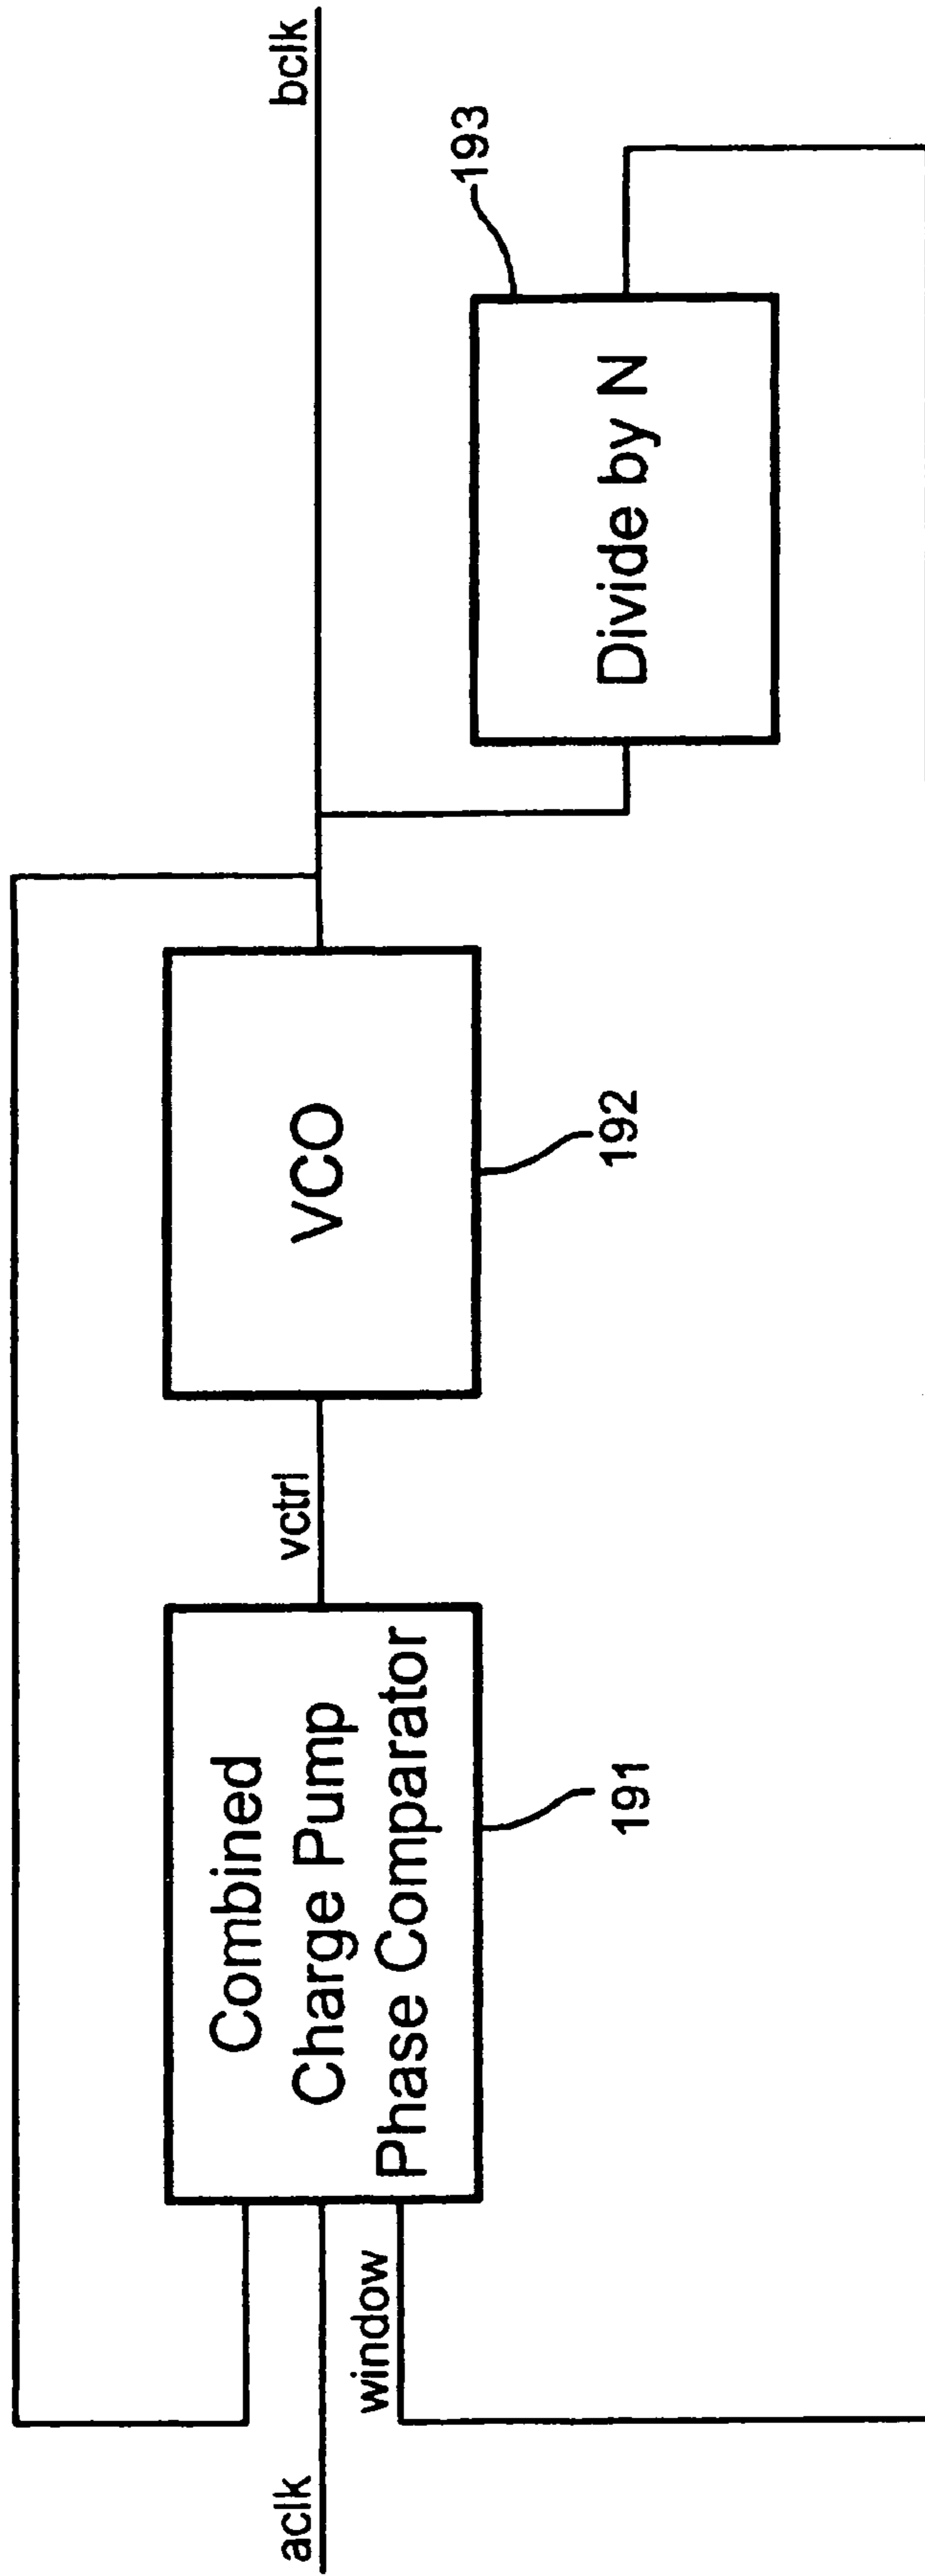 aclk
window
Combined
Charge Pump
Phase Comparator
191
vctrl
VCO
192
bclk
Divide by N
193